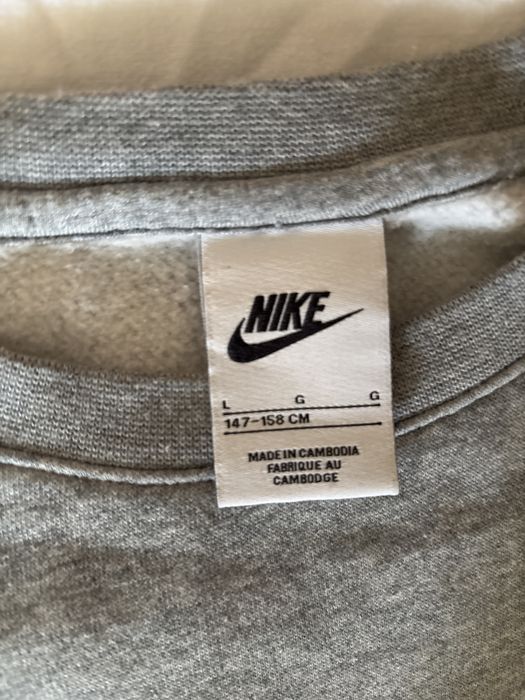 NIKE
L G G
147-158 CM
MADE IN CAMBODIA
FABRIQUE AU
CAMBODGE